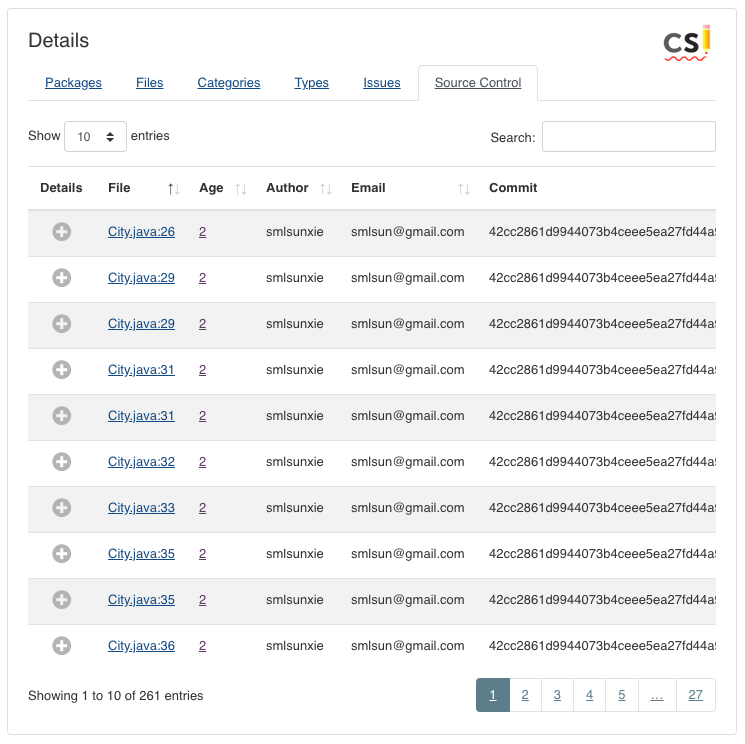 Details
CS
Packages Files Categories Types Issues Source Control
Show 10 entries Search:
Details File Age Author Email Commit
City.java:26 2 smlsunxie smlsun@gmail.com 42cc2861d9944073b4ceee5ea27fd44a
City.java:29 2 smlsunxie smlsun@gmail.com 42cc2861d9944073b4ceee5ea27fd44a
City.java:29 2 smlsunxie smlsun@gmail.com 42cc2861d9944073b4ceee5ea27fd44a
City.java:31 2 smlsunxie smlsun@gmail.com 42cc2861d9944073b4ceee5ea27fd44a
City.java:31 2 smlsunxie smlsun@gmail.com 42cc2861d9944073b4ceee5ea27fd44a
City.java:32 2 smlsunxie smlsun@gmail.com 42cc2861d9944073b4ceee5ea27fd44a
City.java:33 2 smlsunxie smlsun@gmail.com 42cc2861d9944073b4ceee5ea27fd44a
City.java:35 2 smlsunxie smlsun@gmail.com 42cc2861d9944073b4ceee5ea27fd44a
City.java:35 2 smlsunxie smlsun@gmail.com 42cc2861d9944073b4ceee5ea27fd44a
City.java:36 2 smlsunxie smlsun@gmail.com 42cc2861d9944073b4ceee5ea27fd44a
Showing 1 to 10 of 261 entries 1 2 3 4 5 ... 27